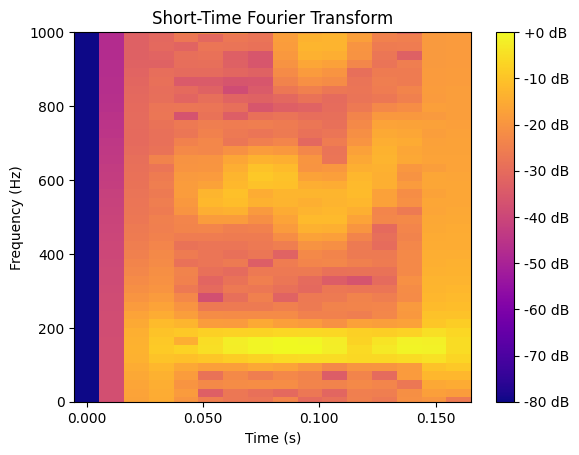 Short-Time Fourier Transform
1000
800
600
400
200
0
Frequency (Hz)
0.000
0.050
0.100
0.150
Time (s)
+0 dB
-10 dB
-20 dB
-30 dB
-40 dB
-50 dB
-60 dB
-70 dB
-80 dB